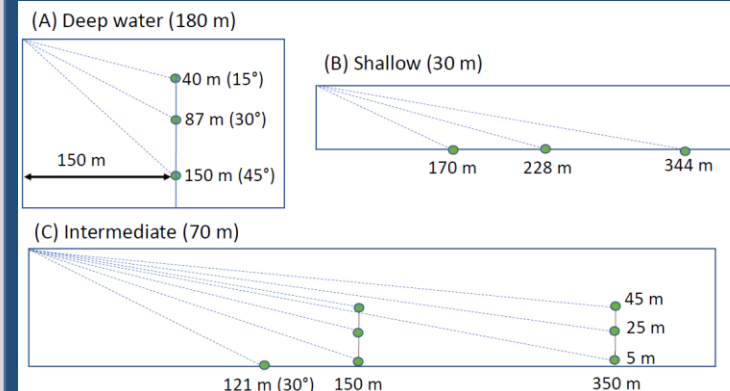 (A) Deep water (180 m)
40 m (15°)
87 m (30°)
150 m
150 m (45°)
(B) Shallow (30 m)
170 m
228 m
344 m
(C) Intermediate (70 m)
45 m
25 m
5 m
121 m (30°)
150 m
350 m